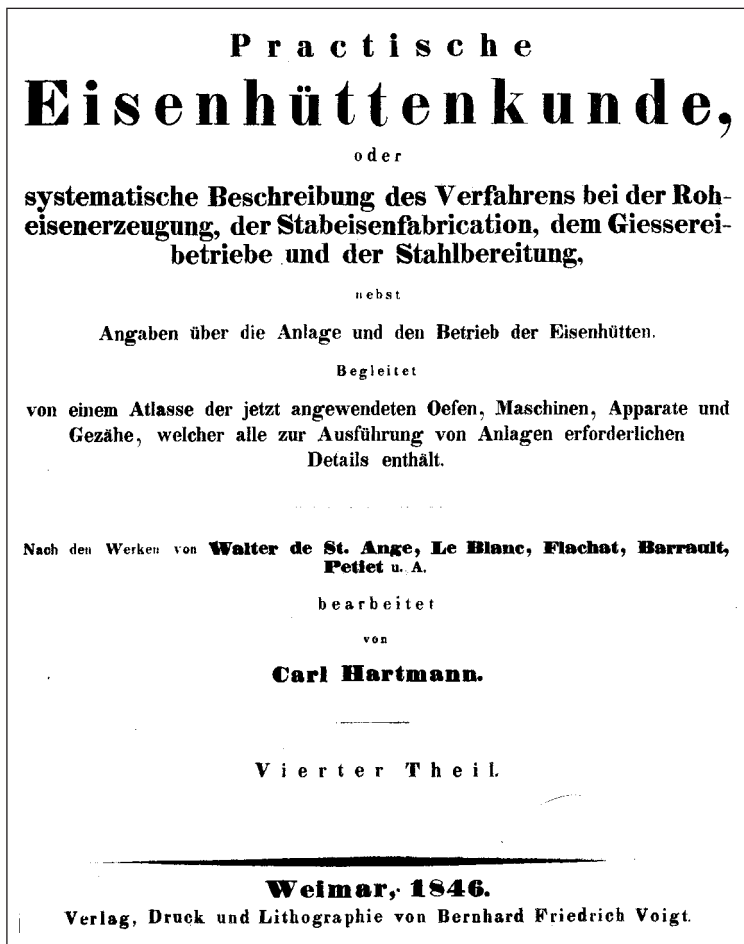 Practische
Eisenhüttenkunde,
oder
systematische Beschreibung des Verfahrens bei der Roh-
eisenerzeugung, der Stabeisenfabrication, dem Giesserei-
betriebe und der Stahlbereitung,
nebst
Angaben über die Anlage und den Betrieb der Eisenhütten.
Begleitet
von einem Atlasse der jetzt angewendeten Oefen, Maschinen, Apparate und
Gezähe, welcher alle zur Ausführung von Anlagen erforderlichen
Details enthält.
Nach den Werken von Walter de St. Ange, Le Blanc, Flachat, Barrault,
Petiet u. A.
bearbeitet
von
Carl Hartmann.
Vierter Theil.
Weimar, 1846.
Verlag, Druck und Lithographie von Bernhard Friedrich Voigt.